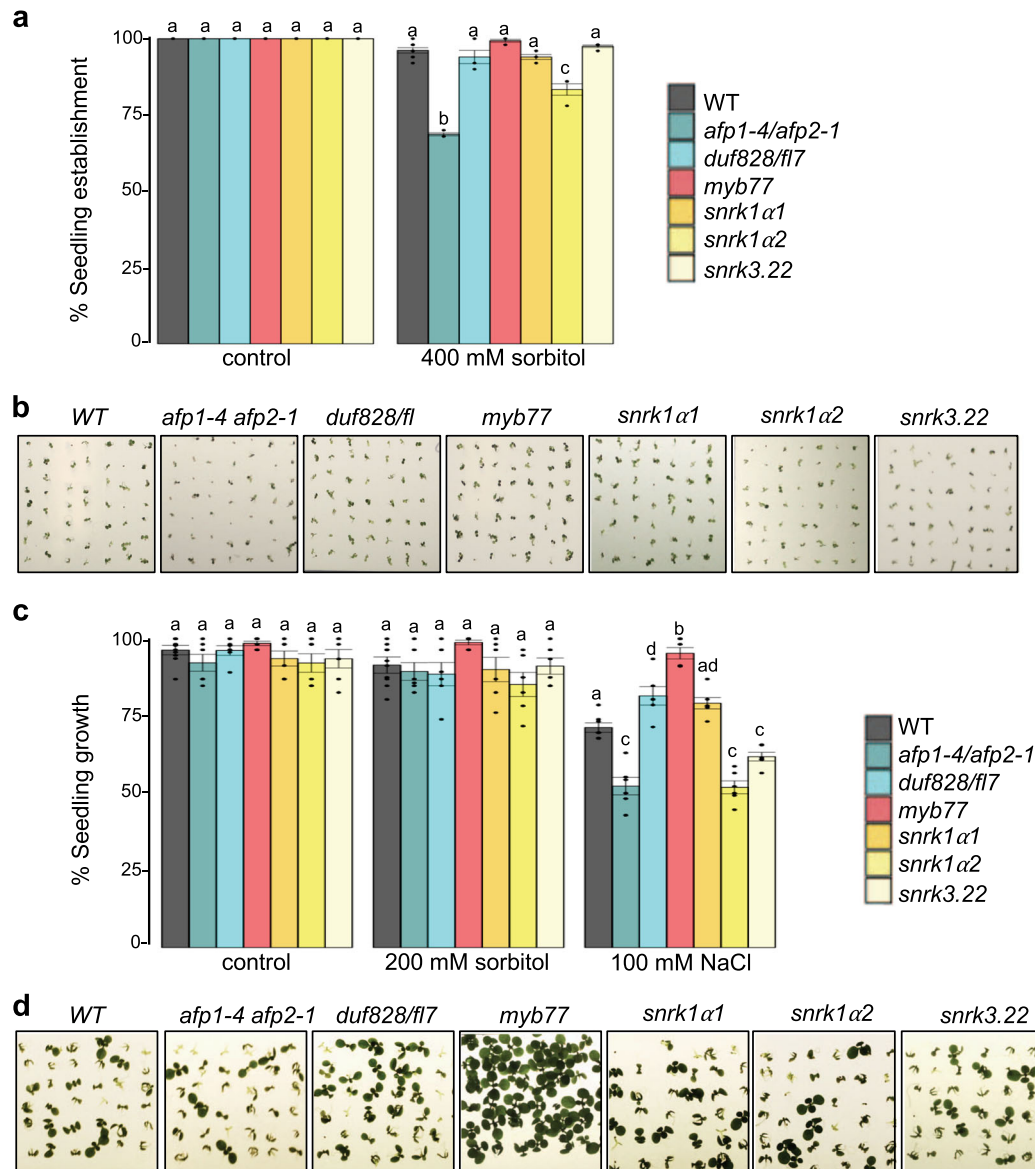 a
a a a a a a a a b a a a c a
100
75
50
25
0
% Seedling establishment
control 400 mM sorbitol
WT
afp1-4/afp2-1
duf828/fl7
myb77
snrk1α1
snrk1α2
snrk3.22
b
WT afp1-4 afp2-1 duf828/fl myb77 snrk1α1 snrk1α2 snrk3.22
c
a a a a a a a a a a a a a a a c d b ad c c
100
75
50
25
0
% Seedling growth
control 200 mM sorbitol 100 mM NaCl
WT
afp1-4/afp2-1
duf828/fl7
myb77
snrk1α1
snrk1α2
snrk3.22
d
WT afp1-4 afp2-1 duf828/fl7 myb77 snrk1α1 snrk1α2 snrk3.22